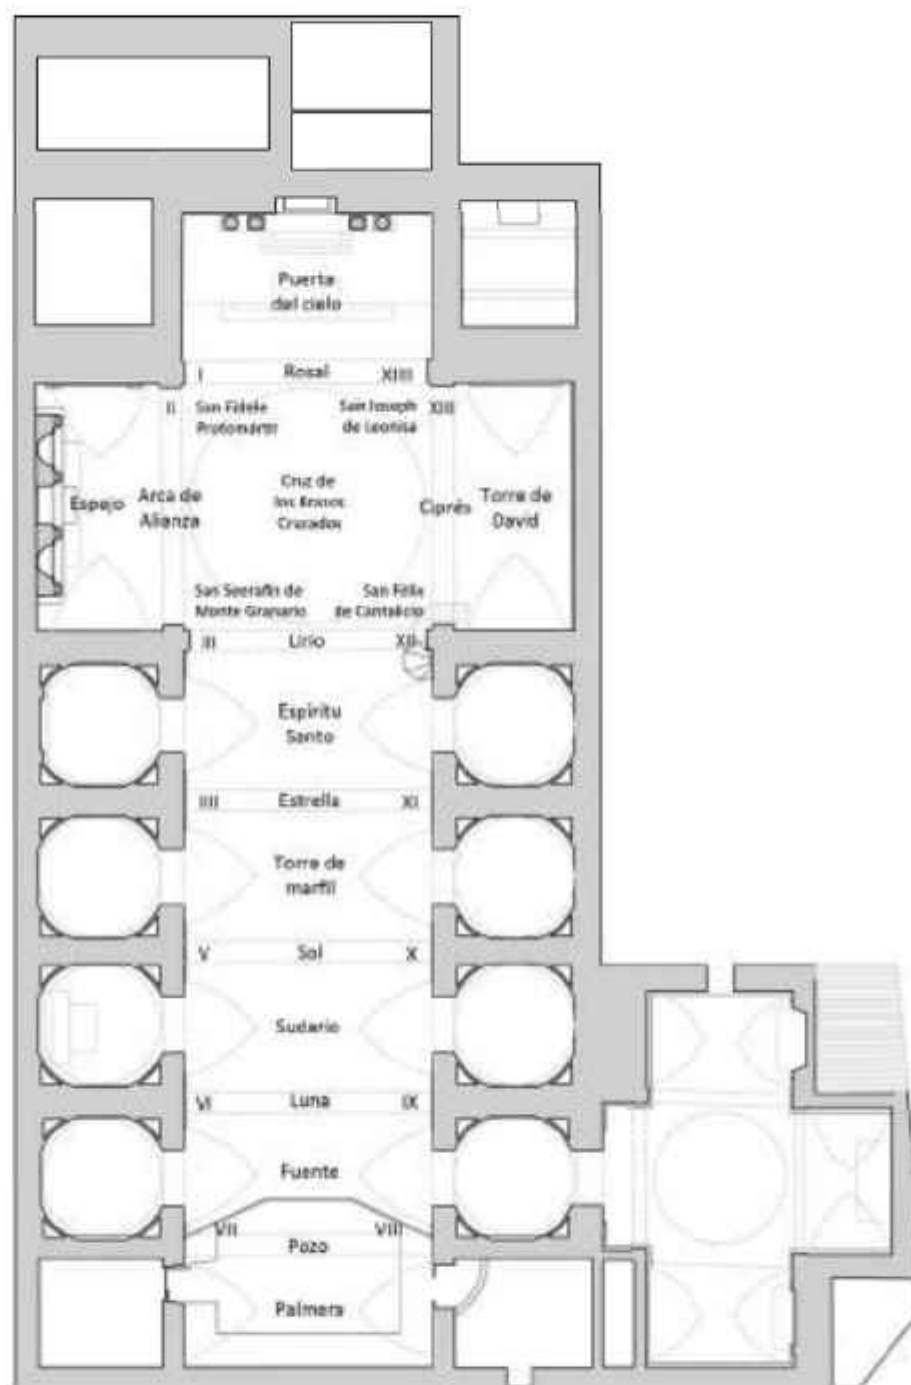 Puerta
del cielo
I Rosal XIIII
II San Fidele San Joseph XIII
Protomártir de Leonisa
Cruz de
los Brasos
Cruzados
Espejo Arca de Ciprés Torre de
Alianza David
San Seerafin de San Félix
Monte Granario de Cantalicio
III Lirio XII
Espíritu
Santo
IIII Estrella XI
Torre de
marfil
V Sol X
Sudario
VI Luna IX
Fuente
VII VIII
Pozo
Palmera